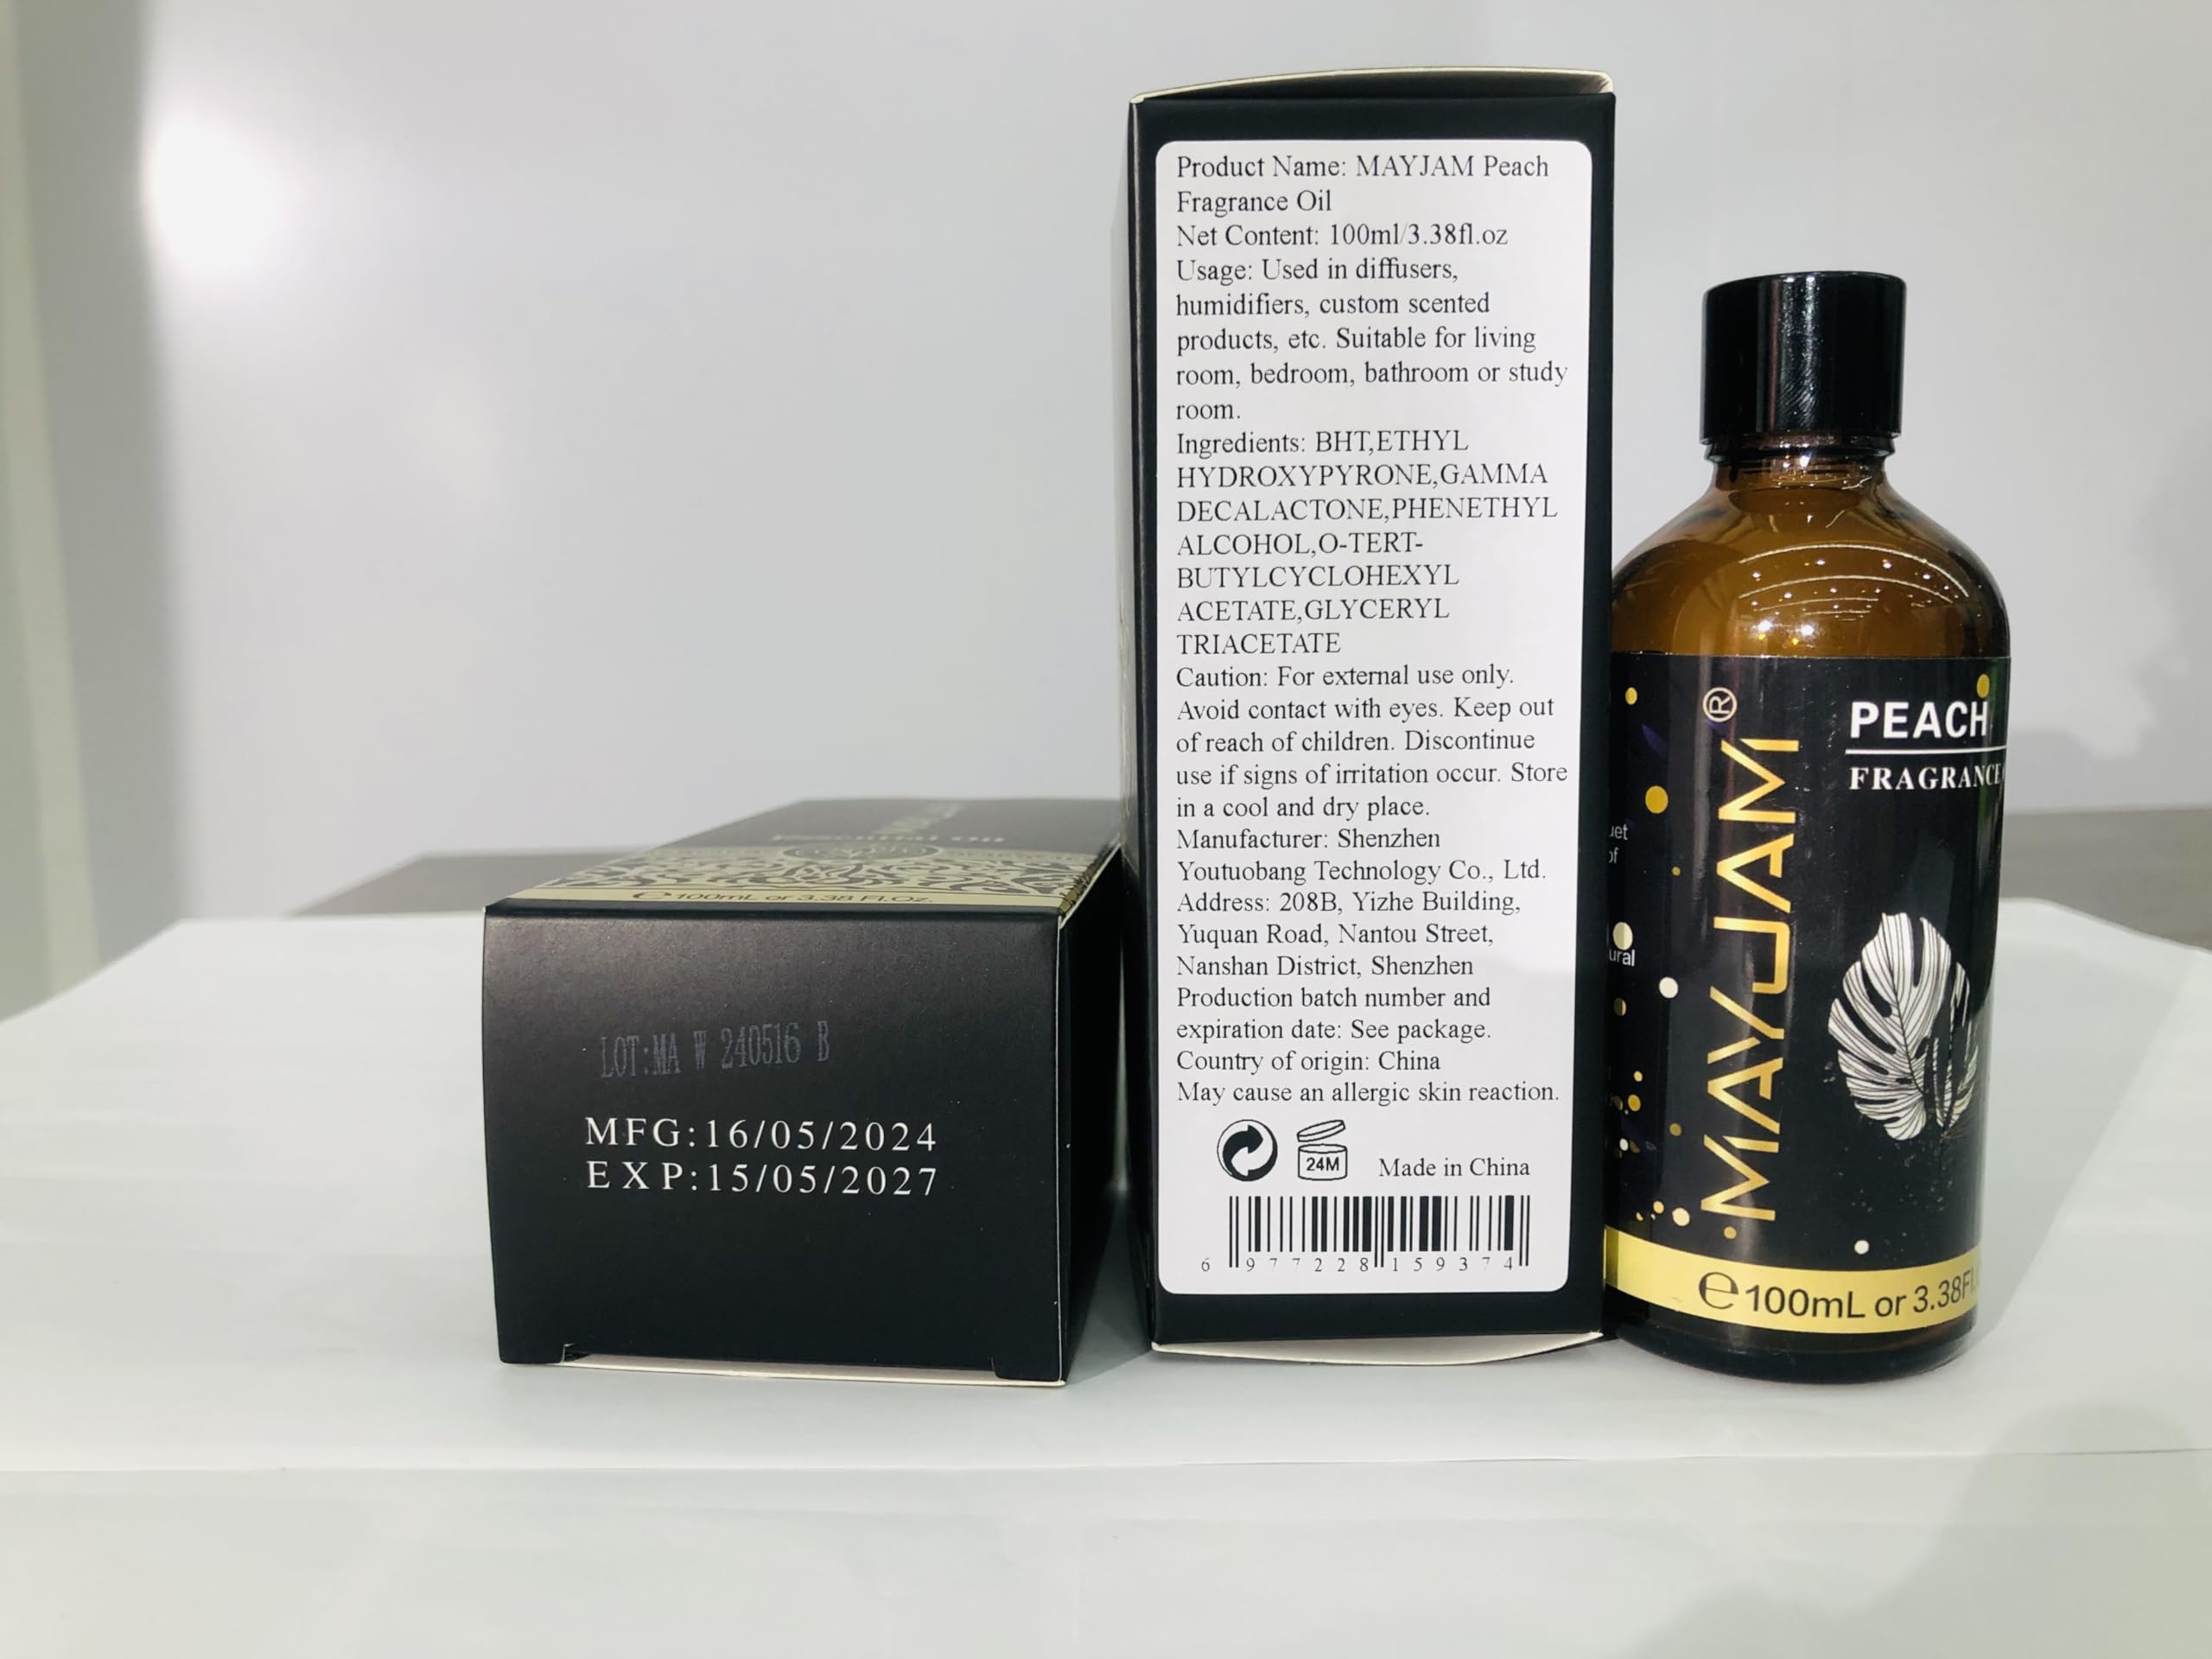 Essential Oil
℮100mL or 3.38 Fl.Oz.
LOT:MA W 240516 B
MFG:16/05/2024
EXP:15/05/2027
Product Name: MAYJAM Peach
Fragrance Oil
Net Content: 100ml/3.38fl.oz
Usage: Used in diffusers,
humidifiers, custom scented
products, etc. Suitable for living
room, bedroom, bathroom or study
room.
Ingredients: BHT,ETHYL
HYDROXYPYRONE,GAMMA
DECALACTONE,PHENETHYL
ALCOHOL,O-TERT-
BUTYLCYCLOHEXYL
ACETATE,GLYCERYL
TRIACETATE
Caution: For external use only.
Avoid contact with eyes. Keep out
of reach of children. Discontinue
use if signs of irritation occur. Store
in a cool and dry place.
Manufacturer: Shenzhen
Youtuobang Technology Co., Ltd.
Address: 208B, Yizhe Building,
Yuquan Road, Nantou Street,
Nanshan District, Shenzhen
Production batch number and
expiration date: See package.
Country of origin: China
May cause an allergic skin reaction.
24M Made in China
6 977228 159374
MAYJAM®
PEACH
FRAGRANCE
of
℮100mL or 3.38Fl